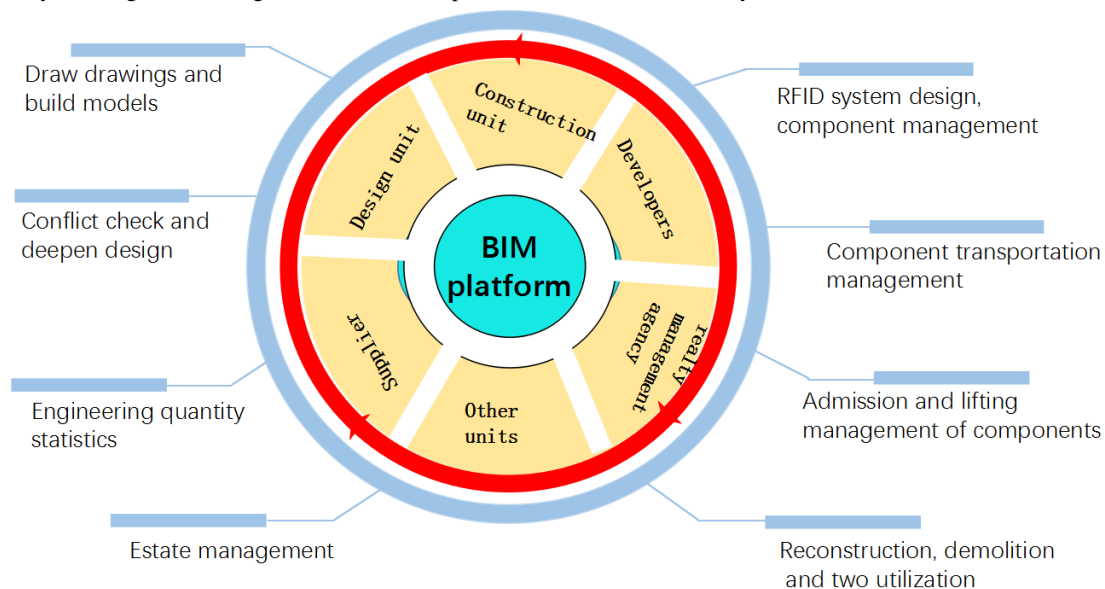 Draw drawings and
build models
Conflict check and
deepen design
Engineering quantity
statistics
Estate management
Construction
unit
Design unit
Developers
BIM
platform
Supplier
realty
management
agency
Other
units
RFID system design,
component management
Component transportation
management
Admission and lifting
management of components
Reconstruction, demolition
and two utilization